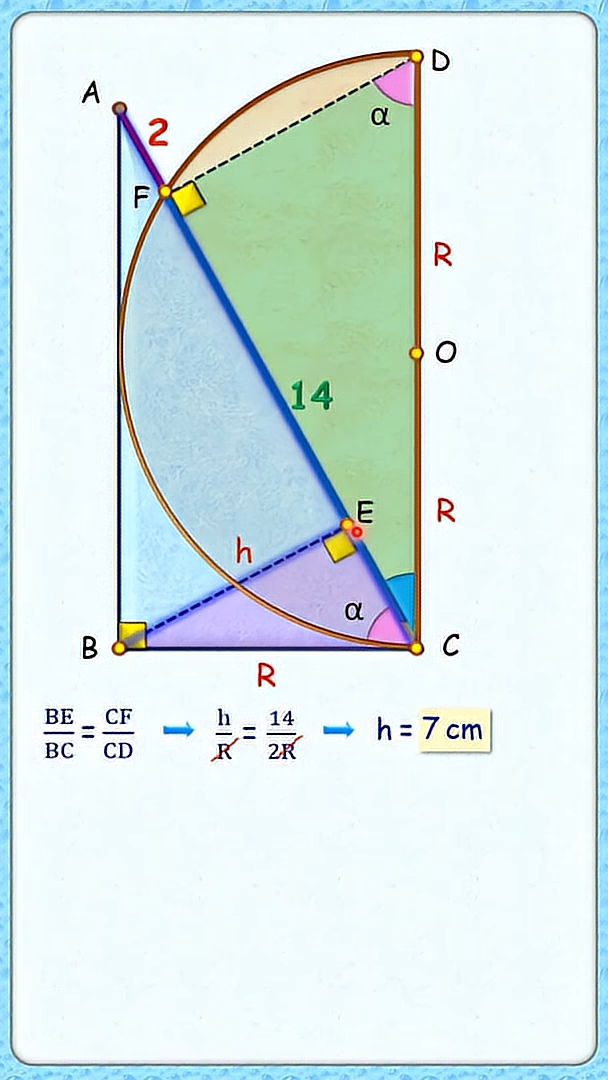 D
A
2
α
F
R
O
14
E
R
h
α
B
C
R
BE/BC = CF/CD ➡ h/R = 14/2R ➡ h = 7 cm